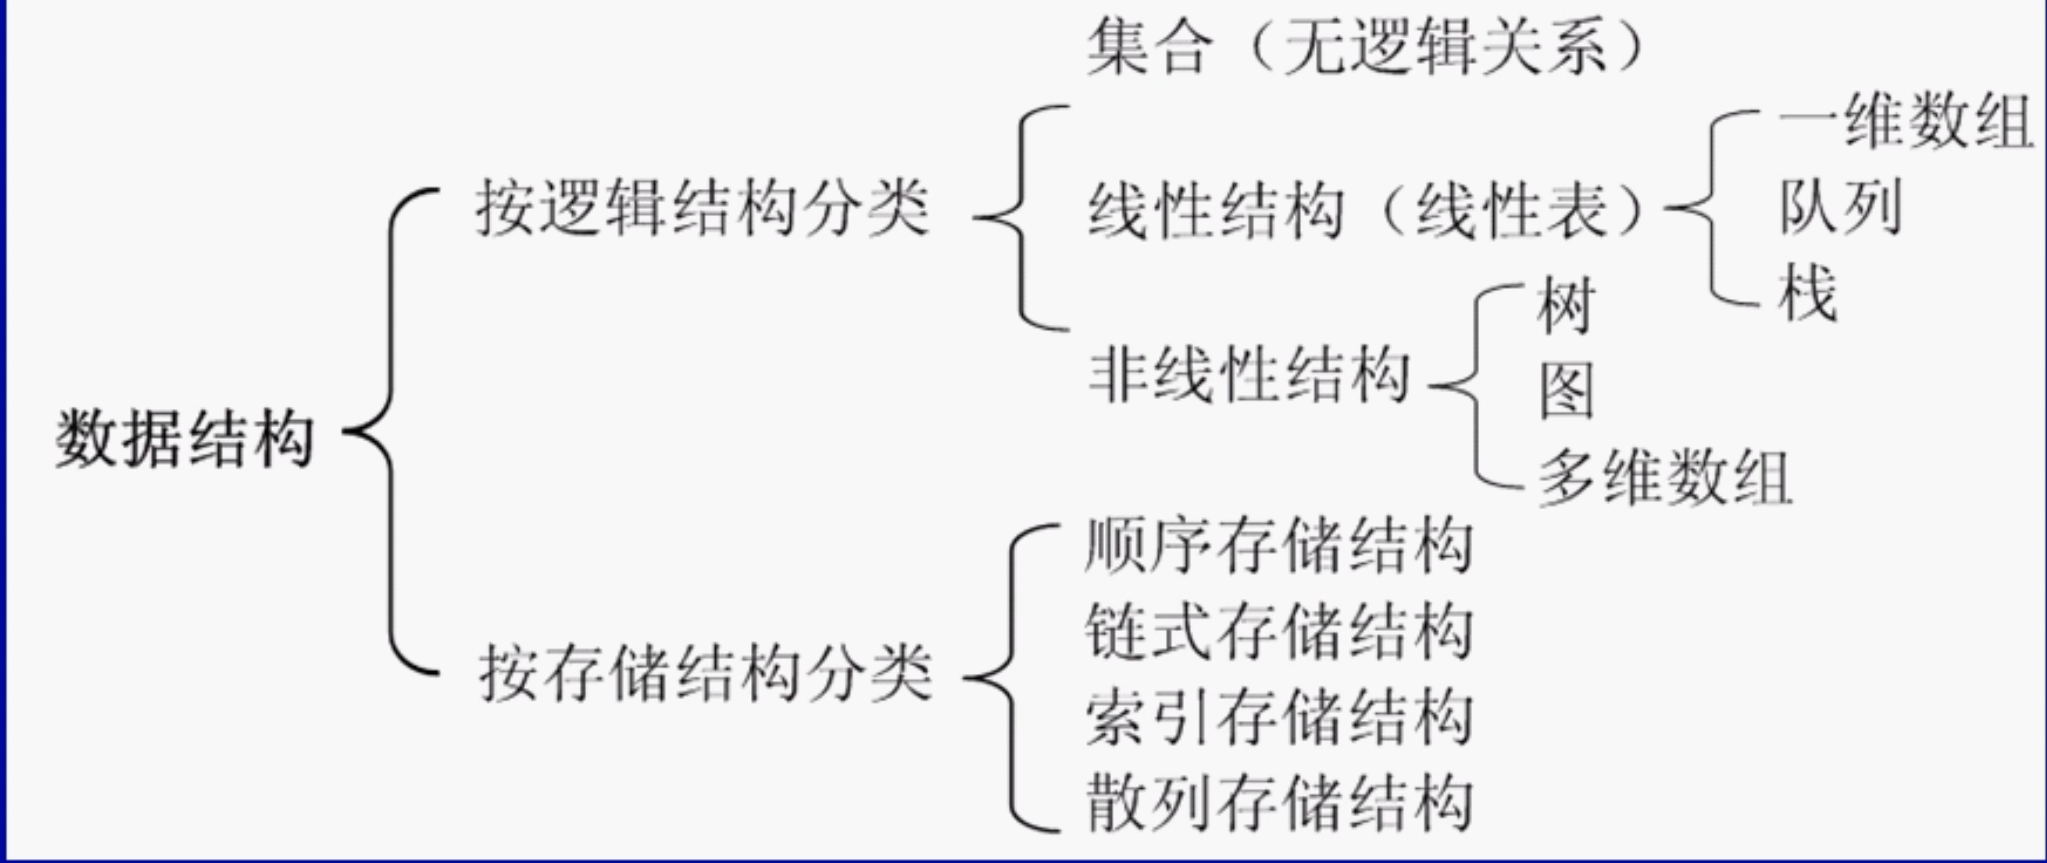 数据结构
按逻辑结构分类
集合（无逻辑关系）
线性结构（线性表）
一维数组
队列
栈
非线性结构
树
图
多维数组
按存储结构分类
顺序存储结构
链式存储结构
索引存储结构
散列存储结构